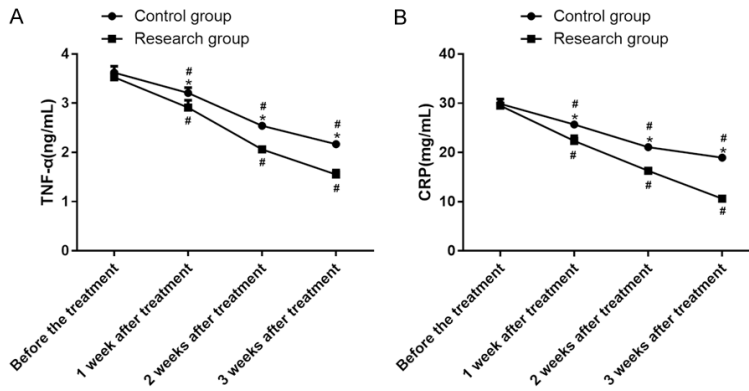 A
Control group
Research group
TNF-α(ng/mL)
4
3
2
1
0
#
*
#
#
*
#
#
*
#
Before the treatment
1 week after treatment
2 weeks after treatment
3 weeks after treatment
B
Control group
Research group
CRP(mg/mL)
40
30
20
10
0
#
*
#
#
*
#
#
*
#
Before the treatment
1 week after treatment
2 weeks after treatment
3 weeks after treatment